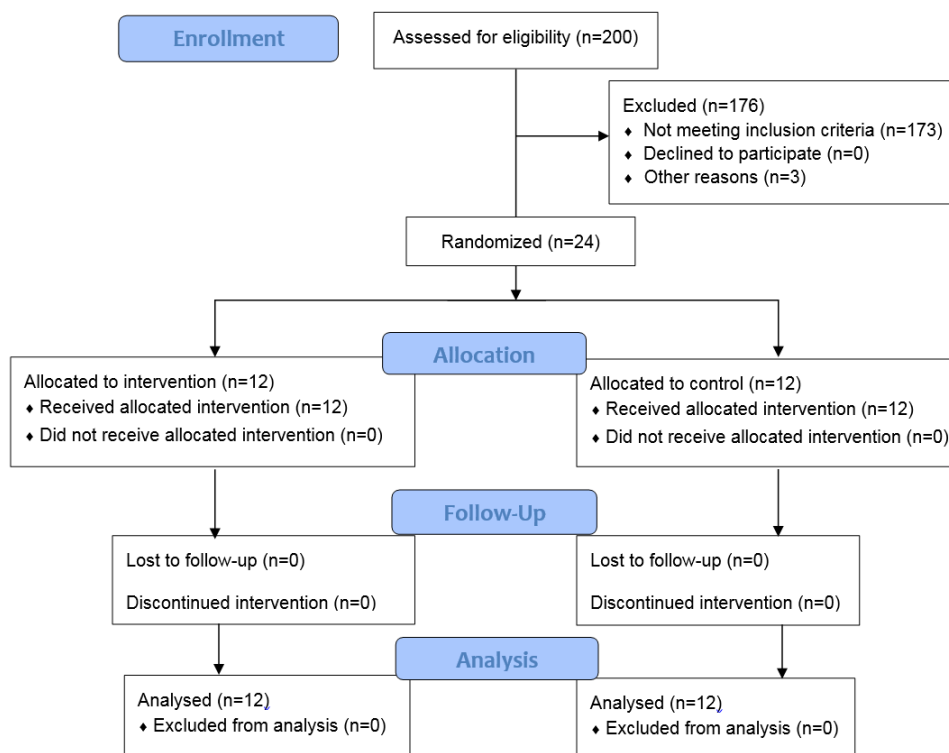 Enrollment
Assessed for eligibility (n=200)
Excluded (n=176)
♦ Not meeting inclusion criteria (n=173)
♦ Declined to participate (n=0)
♦ Other reasons (n=3)
Randomized (n=24)
Allocation
Allocated to intervention (n=12)
♦ Received allocated intervention (n=12)
♦ Did not receive allocated intervention (n=0)
Allocated to control (n=12)
♦ Received allocated intervention (n=12)
♦ Did not receive allocated intervention (n=0)
Follow-Up
Lost to follow-up (n=0)
Discontinued intervention (n=0)
Lost to follow-up (n=0)
Discontinued intervention (n=0)
Analysis
Analysed (n=12)
♦ Excluded from analysis (n=0)
Analysed (n=12)
♦ Excluded from analysis (n=0)